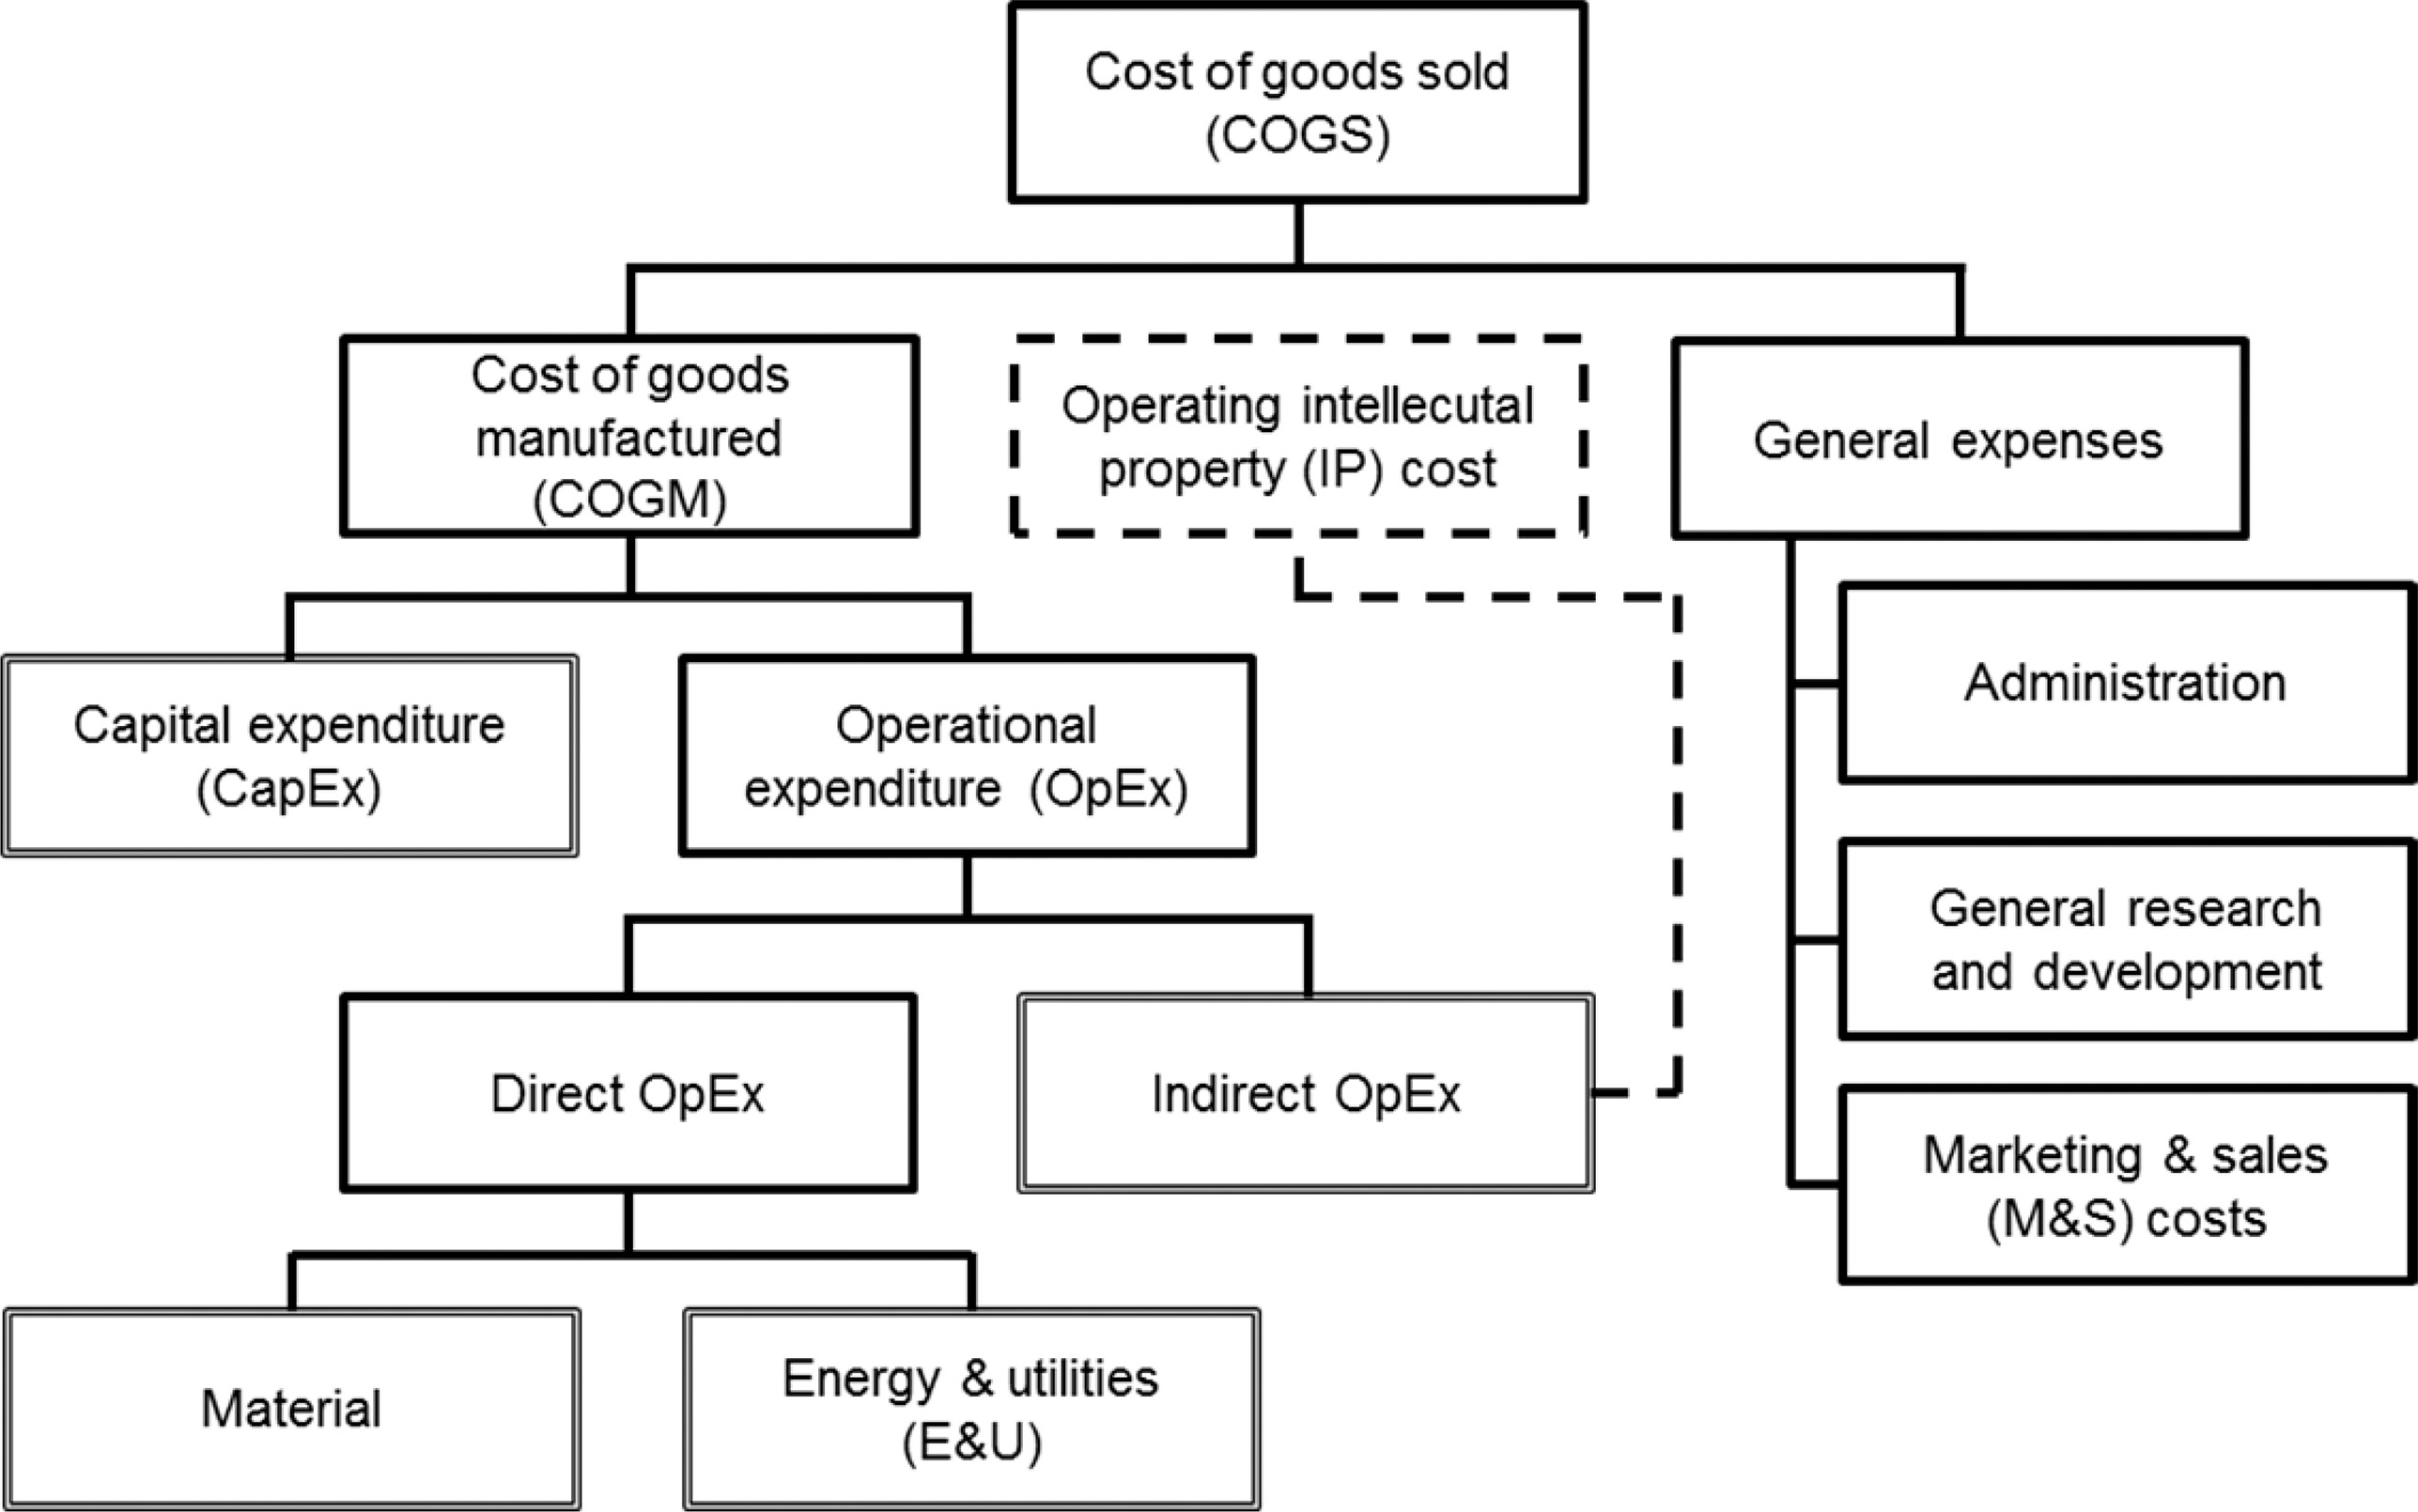 Cost of goods sold
(COGS)
Cost of goods
manufactured
(COGM)
Operating intellecutal
property (IP) cost
General expenses
Capital expenditure
(CapEx)
Operational
expenditure (OpEx)
Administration
General research
and development
Direct OpEx
Indirect OpEx
Marketing & sales
(M&S) costs
Material
Energy & utilities
(E&U)